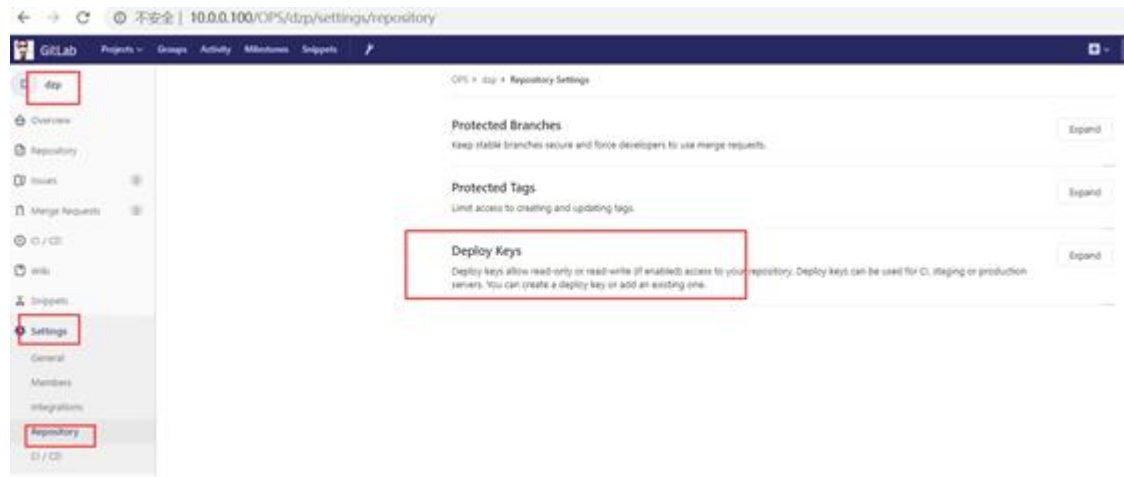 不安全 | 10.0.0.100/OPS/dzp/settings/repository
GitLab Projects Groups Activity Milestones Snippets
dzp
Overview
Repository
Issues
Merge Requests
CI / CD
Wiki
Snippets
Settings
General
Members
Integrations
Repository
CI / CD
OPS > dzp > Repository Settings
Protected Branches
Expand
Keep stable branches secure and force developers to use merge requests.
Protected Tags
Expand
Limit access to creating and updating tags.
Deploy Keys
Expand
Deploy keys allow read-only or read-write (if enabled) access to your repository. Deploy keys can be used for CI, staging or production
servers. You can create a deploy key or add an existing one.